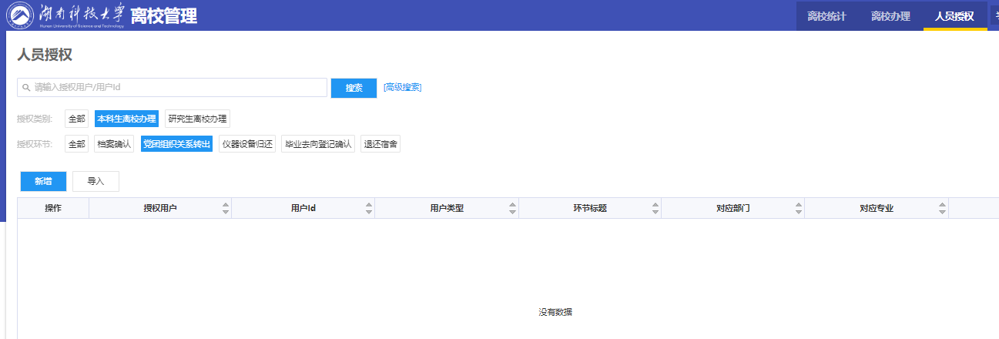 湖南科技大学 离校管理 离校统计 离校办理 人员授权
Hunan University of Science and Technology
人员授权
请输入授权用户/用户Id 搜索 [高级搜索]
授权类别: 全部 本科生离校办理 研究生离校办理
授权环节: 全部 档案确认 党团组织关系转出 仪器设备归还 毕业去向登记确认 退还宿舍
新增 导入
操作 授权用户 用户Id 用户类型 环节标题 对应部门 对应专业
没有数据